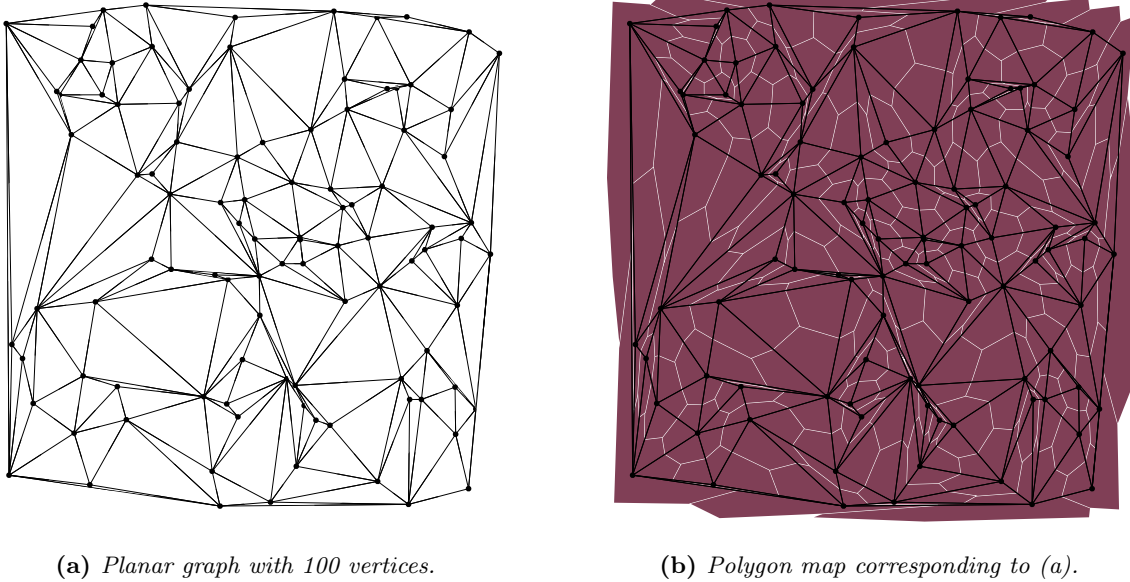 (a) Planar graph with 100 vertices.
(b) Polygon map corresponding to (a).